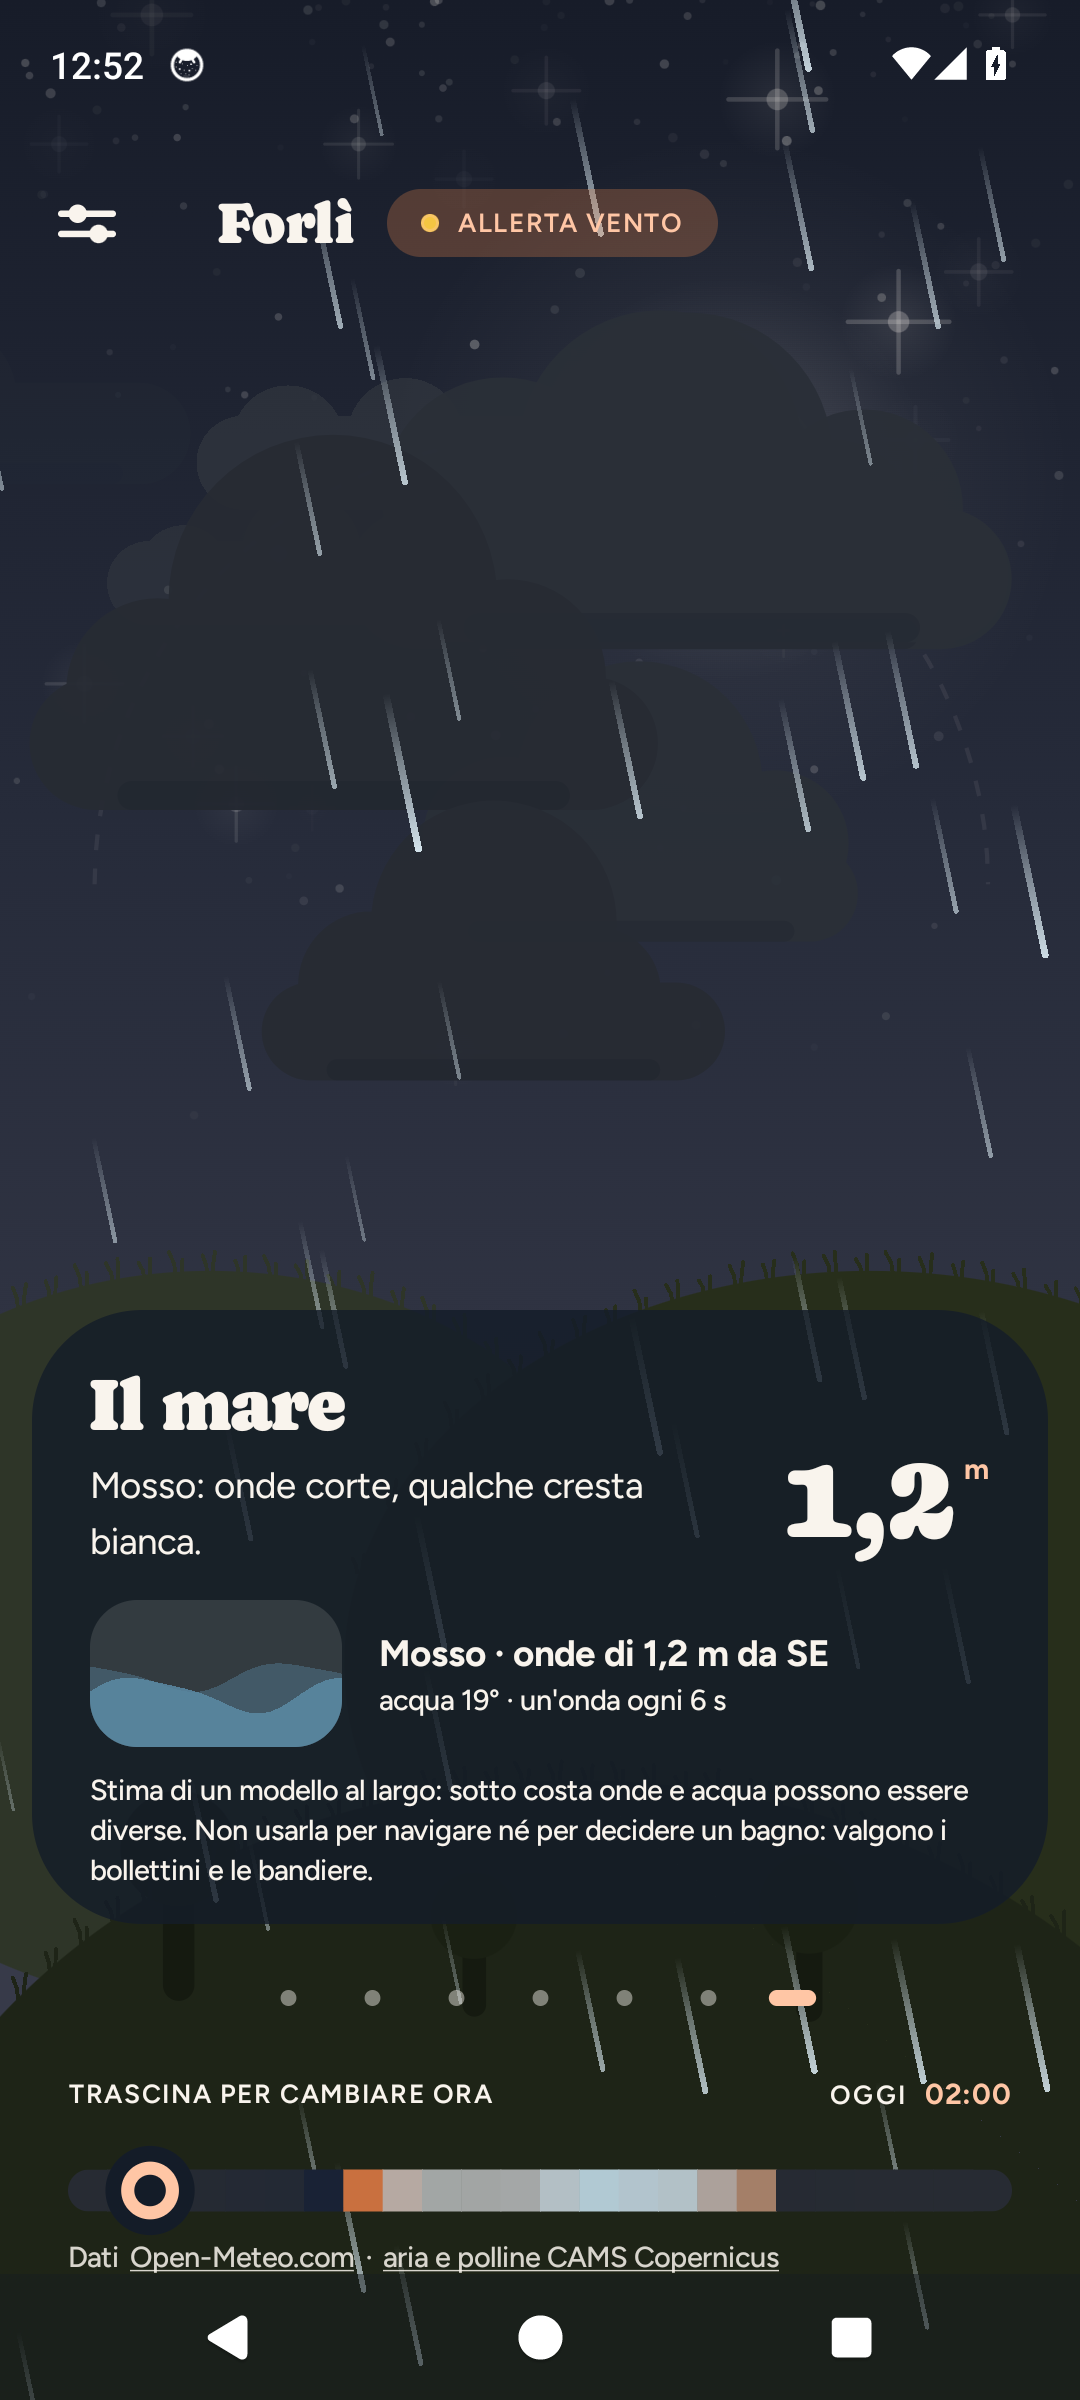 12:52
Forlì
ALLERTA VENTO
Il mare
Mosso: onde corte, qualche cresta
bianca.
1,2 m
Mosso · onde di 1,2 m da SE
acqua 19° · un'onda ogni 6 s
Stima di un modello al largo: sotto costa onde e acqua possono essere
diverse. Non usarla per navigare né per decidere un bagno: valgono i
bollettini e le bandiere.
TRASCINA PER CAMBIARE ORA
OGGI 02:00
Dati Open-Meteo.com · aria e polline CAMS Copernicus